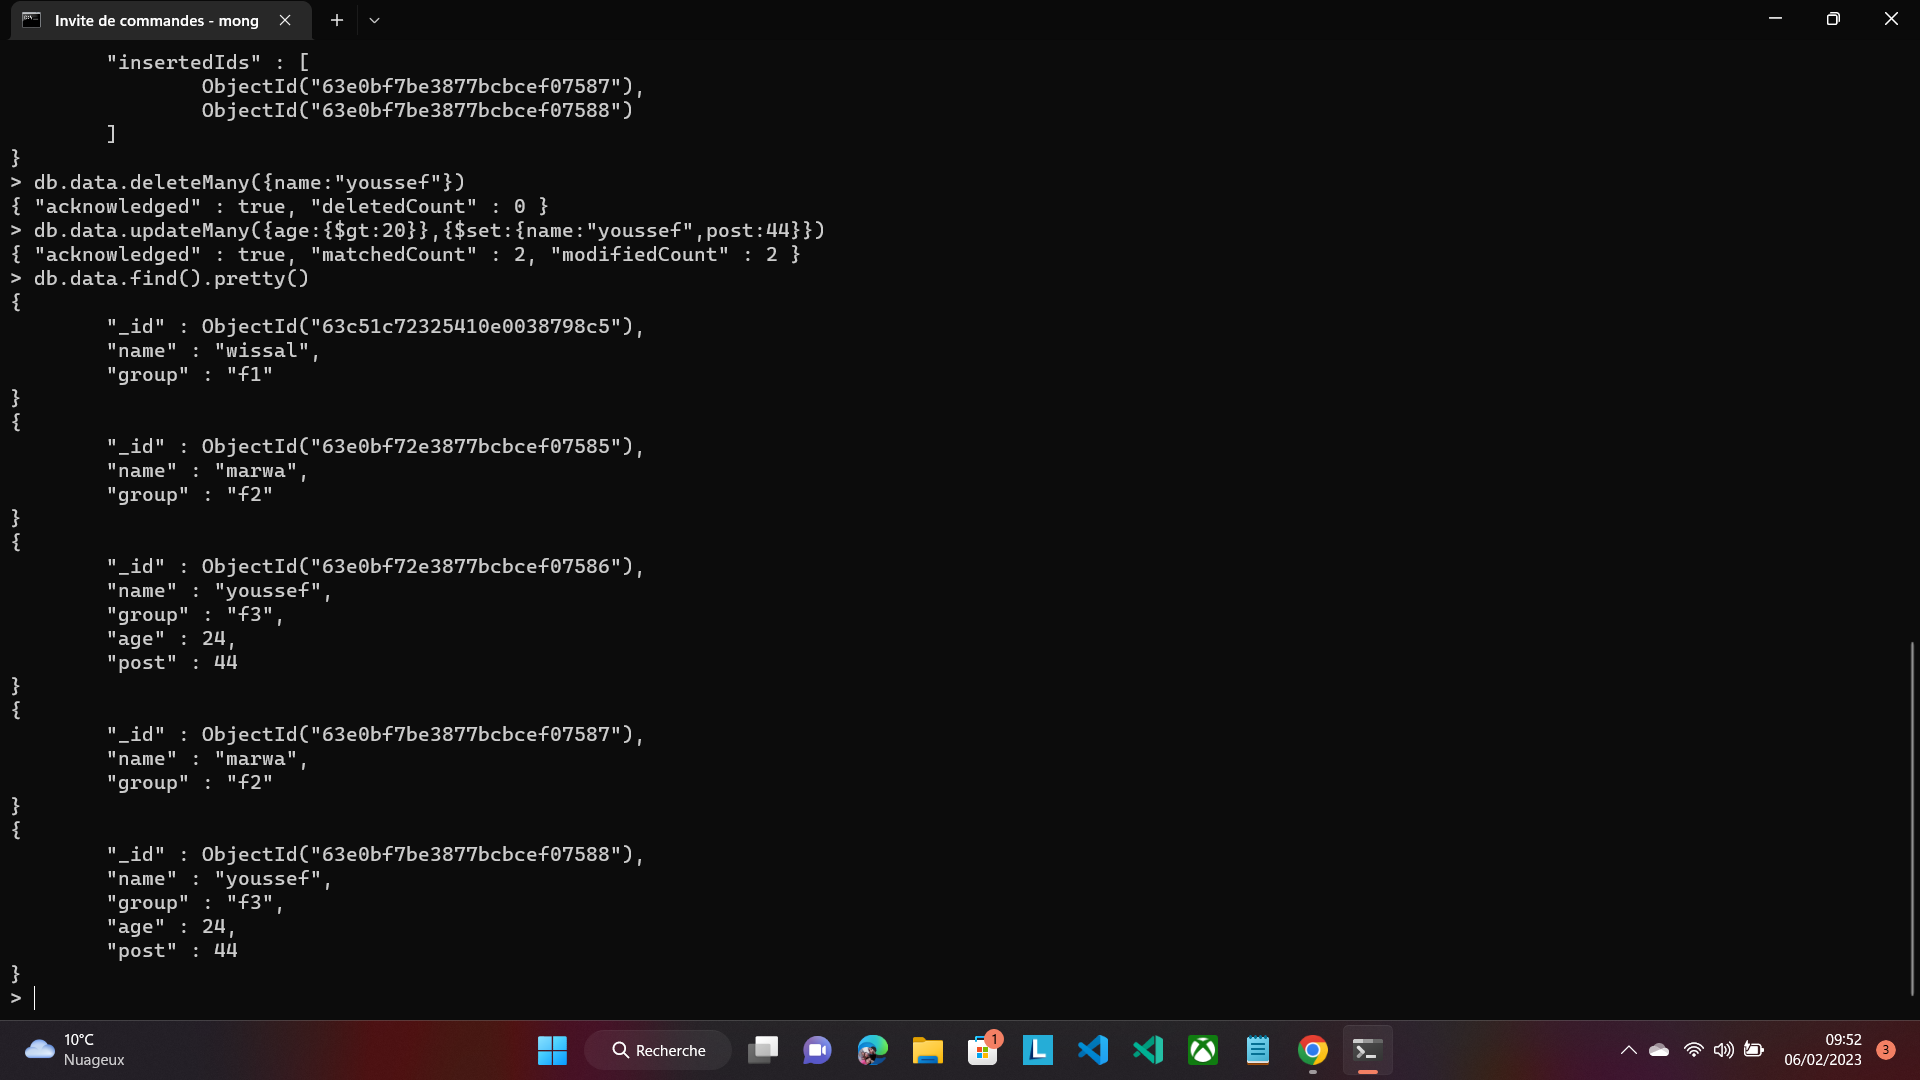 Invite de commandes - mong
"insertedIds" : [
ObjectId("63e0bf7be3877bcbcef07587"),
ObjectId("63e0bf7be3877bcbcef07588")
]
}
> db.data.deleteMany({name:"youssef"})
{ "acknowledged" : true, "deletedCount" : 0 }
> db.data.updateMany({age:{$gt:20}},{$set:{name:"youssef",post:44}})
{ "acknowledged" : true, "matchedCount" : 2, "modifiedCount" : 2 }
> db.data.find().pretty()
{
"_id" : ObjectId("63c51c72325410e0038798c5"),
"name" : "wissal",
"group" : "f1"
}
{
"_id" : ObjectId("63e0bf72e3877bcbcef07585"),
"name" : "marwa",
"group" : "f2"
}
{
"_id" : ObjectId("63e0bf72e3877bcbcef07586"),
"name" : "youssef",
"group" : "f3",
"age" : 24,
"post" : 44
}
{
"_id" : ObjectId("63e0bf7be3877bcbcef07587"),
"name" : "marwa",
"group" : "f2"
}
{
"_id" : ObjectId("63e0bf7be3877bcbcef07588"),
"name" : "youssef",
"group" : "f3",
"age" : 24,
"post" : 44
}
>
10°C
Nuageux
Recherche
1
L
09:52
06/02/2023
3